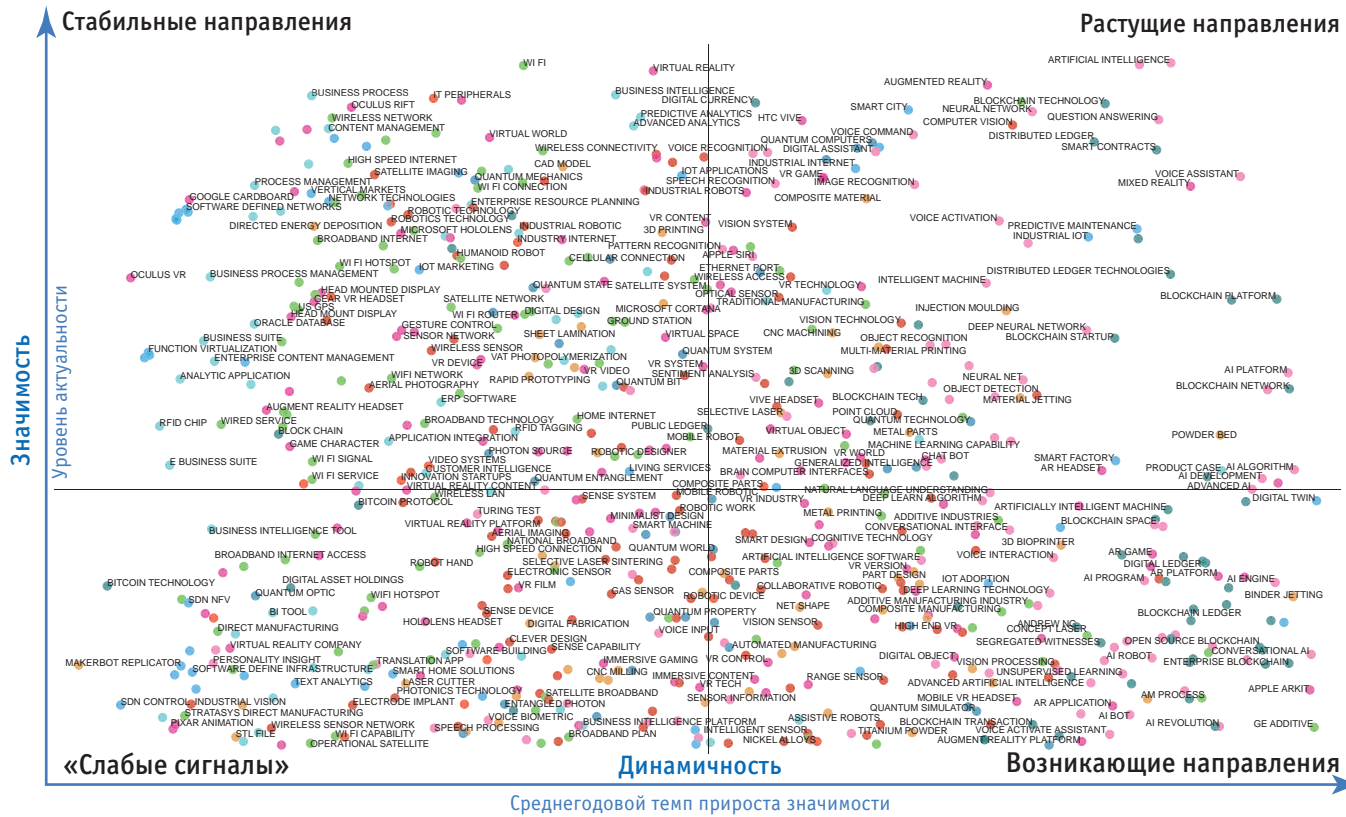 Стабильные направления
Растущие направления
WI FI
VIRTUAL REALITY
ARTIFICIAL INTELLIGENCE
BUSINESS PROCESS
IT PERIPHERALS
BUSINESS INTELLIGENCE
AUGMENTED REALITY
OCULUS RIFT
DIGITAL CURRENCY
SMART CITY
BLOCKCHAIN TECHNOLOGY
NEURAL NETWORK
WIRELESS NETWORK
PREDICTIVE ANALYTICS
HTC VIVE
COMPUTER VISION
QUESTION ANSWERING
CONTENT MANAGEMENT
ADVANCED ANALYTICS
VIRTUAL WORLD
VOICE COMMAND
DISTRIBUTED LEDGER
QUANTUM COMPUTERS
WIRELESS CONNECTIVITY
VOICE RECOGNITION
DIGITAL ASSISTANT
SMART CONTRACTS
HIGH SPEED INTERNET
CAD MODEL
INDUSTRIAL INTERNET
SATELLITE IMAGING
QUANTUM MECHANICS
IOT APPLICATIONS
VR GAME
VOICE ASSISTANT
PROCESS MANAGEMENT
WI FI CONNECTION
SPEECH RECOGNITION
IMAGE RECOGNITION
MIXED REALITY
VERTICAL MARKETS
INDUSTRIAL ROBOTS
GOOGLE CARDBOARD
NETWORK TECHNOLOGIES
ENTERPRISE RESOURCE PLANNING
COMPOSITE MATERIAL
SOFTWARE DEFINED NETWORKS
ROBOTIC TECHNOLOGY
ROBOTICS TECHNOLOGY
VR CONTENT
VOICE ACTIVATION
DIRECTED ENERGY DEPOSITION
MICROSOFT HOLOLENS
INDUSTRIAL ROBOTIC
3D PRINTING
VISION SYSTEM
PREDICTIVE MAINTENANCE
BROADBAND INTERNET
INDUSTRY INTERNET
INDUSTRIAL IOT
PATTERN RECOGNITION
HUMANOID ROBOT
CELLULAR CONNECTION
APPLE SIRI
WI FI HOTSPOT
IOT MARKETING
ETHERNET PORT
OCULUS VR
BUSINESS PROCESS MANAGEMENT
WIRELESS ACCESS
DISTRIBUTED LEDGER TECHNOLOGIES
QUANTUM STATE
SATELLITE SYSTEM
VR TECHNOLOGY
INTELLIGENT MACHINE
HEAD MOUNTED DISPLAY
OPTICAL SENSOR
GEAR VR HEADSET
SATELLITE NETWORK
TRADITIONAL MANUFACTURING
BLOCKCHAIN PLATFORM
US GPS
MICROSOFT CORTANA
INJECTION MOULDING
HEAD MOUNT DISPLAY
WI FI ROUTER
DIGITAL DESIGN
ORACLE DATABASE
GESTURE CONTROL
GROUND STATION
VISION TECHNOLOGY
DEEP NEURAL NETWORK
BUSINESS SUITE
SENSOR NETWORK
SHEET LAMINATION
VIRTUAL SPACE
CNC MACHINING
OBJECT RECOGNITION
BLOCKCHAIN STARTUP
FUNCTION VIRTUALIZATION
WIRELESS SENSOR
QUANTUM SYSTEM
MULTI-MATERIAL PRINTING
ENTERPRISE CONTENT MANAGEMENT
VR DEVICE
VAT PHOTOPOLYMERIZATION
VR SYSTEM
ANALYTIC APPLICATION
WIFI NETWORK
VR VIDEO
SENTIMENT ANALYSIS
3D SCANNING
NEURAL NET
AI PLATFORM
AERIAL PHOTOGRAPHY
RAPID PROTOTYPING
QUANTUM BIT
OBJECT DETECTION
BLOCKCHAIN NETWORK
ERP SOFTWARE
VIVE HEADSET
BLOCKCHAIN TECH
MATERIAL JETTING
AUGMENT REALITY HEADSET
SELECTIVE LASER
POINT CLOUD
RFID CHIP
WIRED SERVICE
BROADBAND TECHNOLOGY
HOME INTERNET
QUANTUM TECHNOLOGY
BLOCK CHAIN
RFID TAGGING
PUBLIC LEDGER
VIRTUAL OBJECT
METAL PARTS
POWDER BED
GAME CHARACTER
APPLICATION INTEGRATION
MOBILE ROBOT
MACHINE LEARNING CAPABILITY
PHOTON SOURCE
ROBOTIC DESIGNER
MATERIAL EXTRUSION
VR WORLD
E BUSINESS SUITE
WI FI SIGNAL
VIDEO SYSTEMS
GENERALIZED INTELLIGENCE
CHAT BOT
SMART FACTORY
CUSTOMER INTELLIGENCE
LIVING SERVICES
BRAIN COMPUTER INTERFACES
AR HEADSET
PRODUCT CASE
AI ALGORITHM
WI FI SERVICE
INNOVATION STARTUPS
QUANTUM ENTANGLEMENT
AI DEVELOPMENT
VIRTUAL REALITY CONTENT
COMPOSITE PARTS
ADVANCED AI
WIRELESS LAN
MOBILE ROBOTIC
NATURAL LANGUAGE UNDERSTANDING
BITCOIN PROTOCOL
SENSE SYSTEM
VR INDUSTRY
DEEP LEARN ALGORITHM
DIGITAL TWIN
ROBOTIC WORK
ARTIFICIALLY INTELLIGENT MACHINE
TURING TEST
MINIMALIST DESIGN
METAL PRINTING
ADDITIVE INDUSTRIES
BLOCKCHAIN SPACE
BUSINESS INTELLIGENCE TOOL
VIRTUAL REALITY PLATFORM
SMART MACHINE
CONVERSATIONAL INTERFACE
AERIAL IMAGING
NATIONAL BROADBAND
SMART DESIGN
COGNITIVE TECHNOLOGY
3D BIOPRINTER
HIGH SPEED CONNECTION
QUANTUM WORLD
BROADBAND INTERNET ACCESS
ARTIFICIAL INTELLIGENCE SOFTWARE
VOICE INTERACTION
AR GAME
ROBOT HAND
SELECTIVE LASER SINTERING
VR VERSION
DIGITAL LEDGER
ELECTRONIC SENSOR
COMPOSITE PARTS
PART DESIGN
AR PLATFORM
BITCOIN TECHNOLOGY
DIGITAL ASSET HOLDINGS
IOT ADOPTION
AI PROGRAM
AI ENGINE
VR FILM
GAS SENSOR
COLLABORATIVE ROBOTIC
DEEP LEARNING TECHNOLOGY
QUANTUM OPTIC
WIFI HOTSPOT
ROBOTIC DEVICE
BINDER JETTING
SDN NFV
NET SHAPE
ADDITIVE MANUFACTURING INDUSTRY
BI TOOL
SENSE DEVICE
QUANTUM PROPERTY
COMPOSITE MANUFACTURING
BLOCKCHAIN LEDGER
HOLOLENS HEADSET
DIGITAL FABRICATION
VISION SENSOR
HIGH END VR
ANDREW NG
DIRECT MANUFACTURING
VOICE INPUT
CONCEPT LASER
VIRTUAL REALITY COMPANY
CLEVER DESIGN
SENSE CAPABILITY
AUTOMATED MANUFACTURING
SEGREGATED WITNESSES
OPEN SOURCE BLOCKCHAIN
SOFTWARE BUILDING
CONVERSATIONAL AI
MAKERBOT REPLICATOR
PERSONALITY INSIGHT
TRANSLATION APP
IMMERSIVE GAMING
VR CONTROL
DIGITAL OBJECT
VISION PROCESSING
AI ROBOT
ENTERPRISE BLOCKCHAIN
SOFTWARE DEFINE INFRASTRUCTURE
SMART HOME SOLUTIONS
CNC MILLING
IMMERSIVE CONTENT
RANGE SENSOR
UNSUPERVISED LEARNING
TEXT ANALYTICS
LASER CUTTER
VR TECH
ADVANCED ARTIFICIAL INTELLIGENCE
APPLE ARKIT
PHOTONICS TECHNOLOGY
SATELLITE BROADBAND
SENSOR INFORMATION
MOBILE VR HEADSET
AM PROCESS
SDN CONTROL
INDUSTRIAL VISION
ELECTRODE IMPLANT
ENTANGLED PHOTON
QUANTUM SIMULATOR
AR APPLICATION
STRATASYS DIRECT MANUFACTURING
VOICE BIOMETRIC
ASSISTIVE ROBOTS
AI BOT
PIXAR ANIMATION
WIRELESS SENSOR NETWORK
SPEECH PROCESSING
BUSINESS INTELLIGENCE PLATFORM
BLOCKCHAIN TRANSACTION
AI REVOLUTION
GE ADDITIVE
STL FILE
WI FI CAPABILITY
BROADBAND PLAN
INTELLIGENT SENSOR
TITANIUM POWDER
VOICE ACTIVATE ASSISTANT
OPERATIONAL SATELLITE
NICKEL ALLOYS
AUGMENT REALITY PLATFORM
Значимость
Уровень актуальности
«Слабые сигналы»
Динамичность
Возникающие направления
Среднегодовой темп прироста значимости